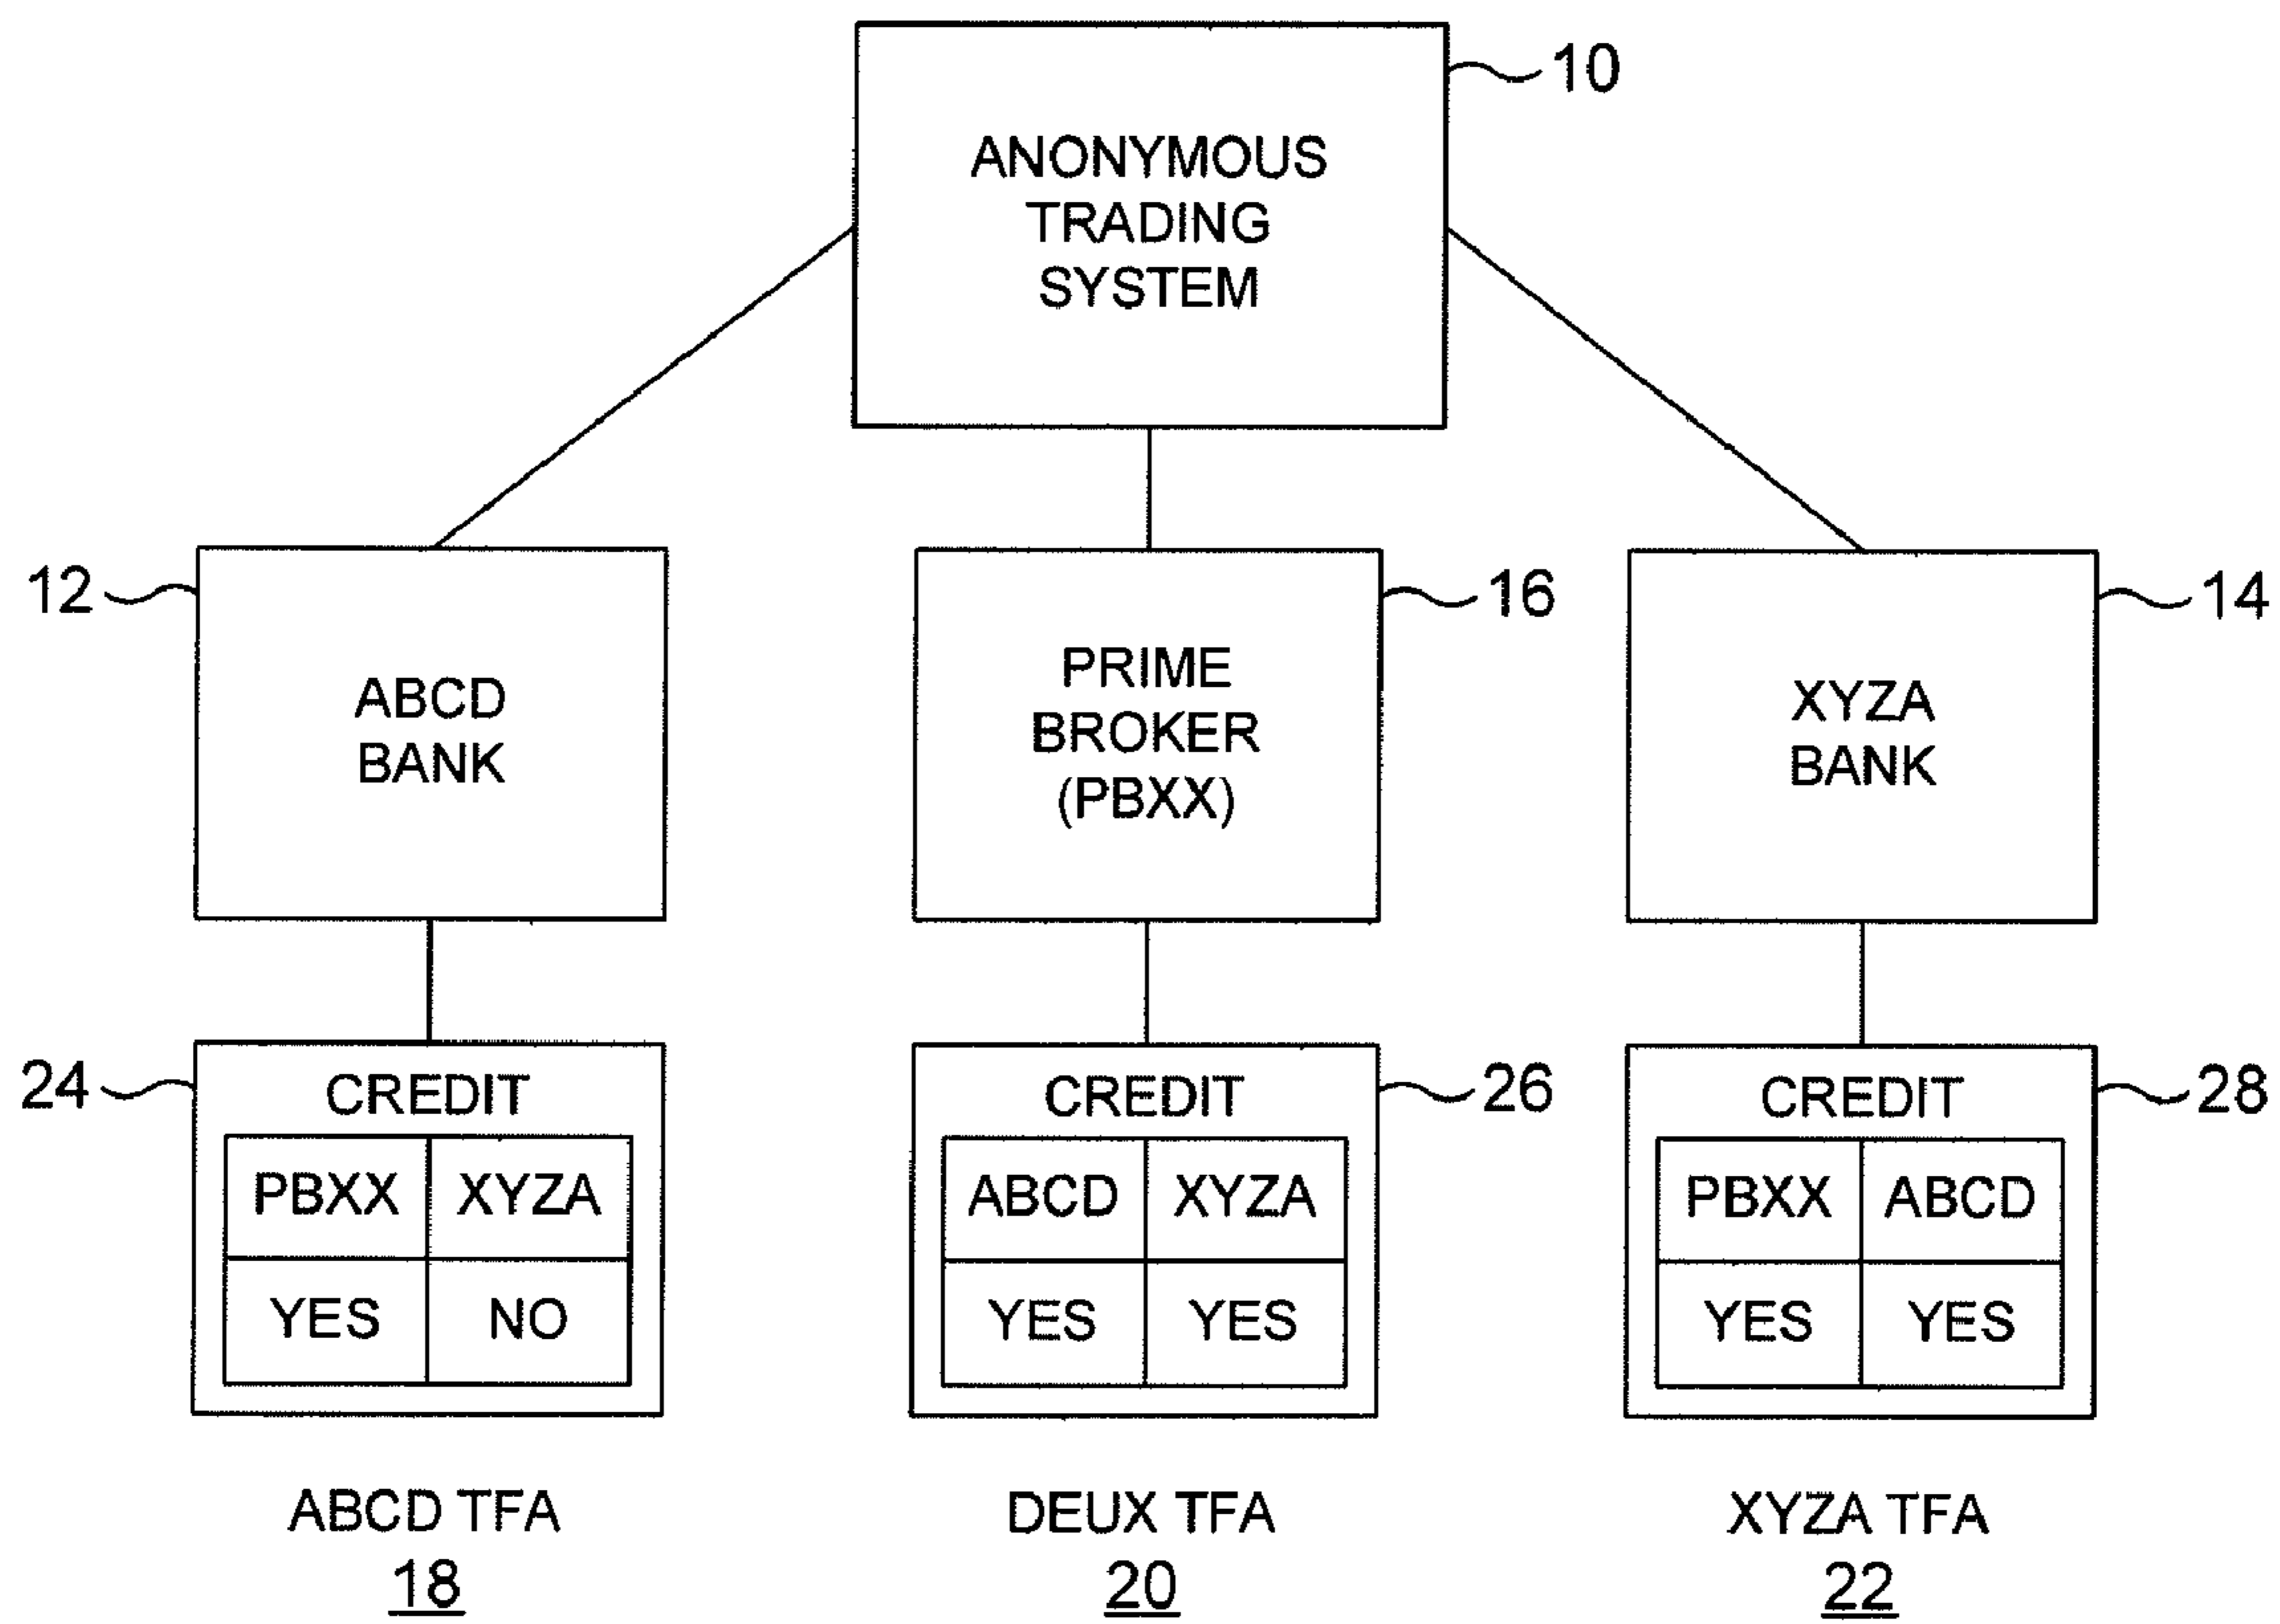 10
ANONYMOUS
TRADING
SYSTEM
12
ABCD
BANK
16
PRIME
BROKER
(PBXX)
14
XYZA
BANK
24
CREDIT
PBXX XYZA
YES NO
26
CREDIT
ABCD XYZA
YES YES
28
CREDIT
PBXX ABCD
YES YES
ABCD TFA
18
DEUX TFA
20
XYZA TFA
22